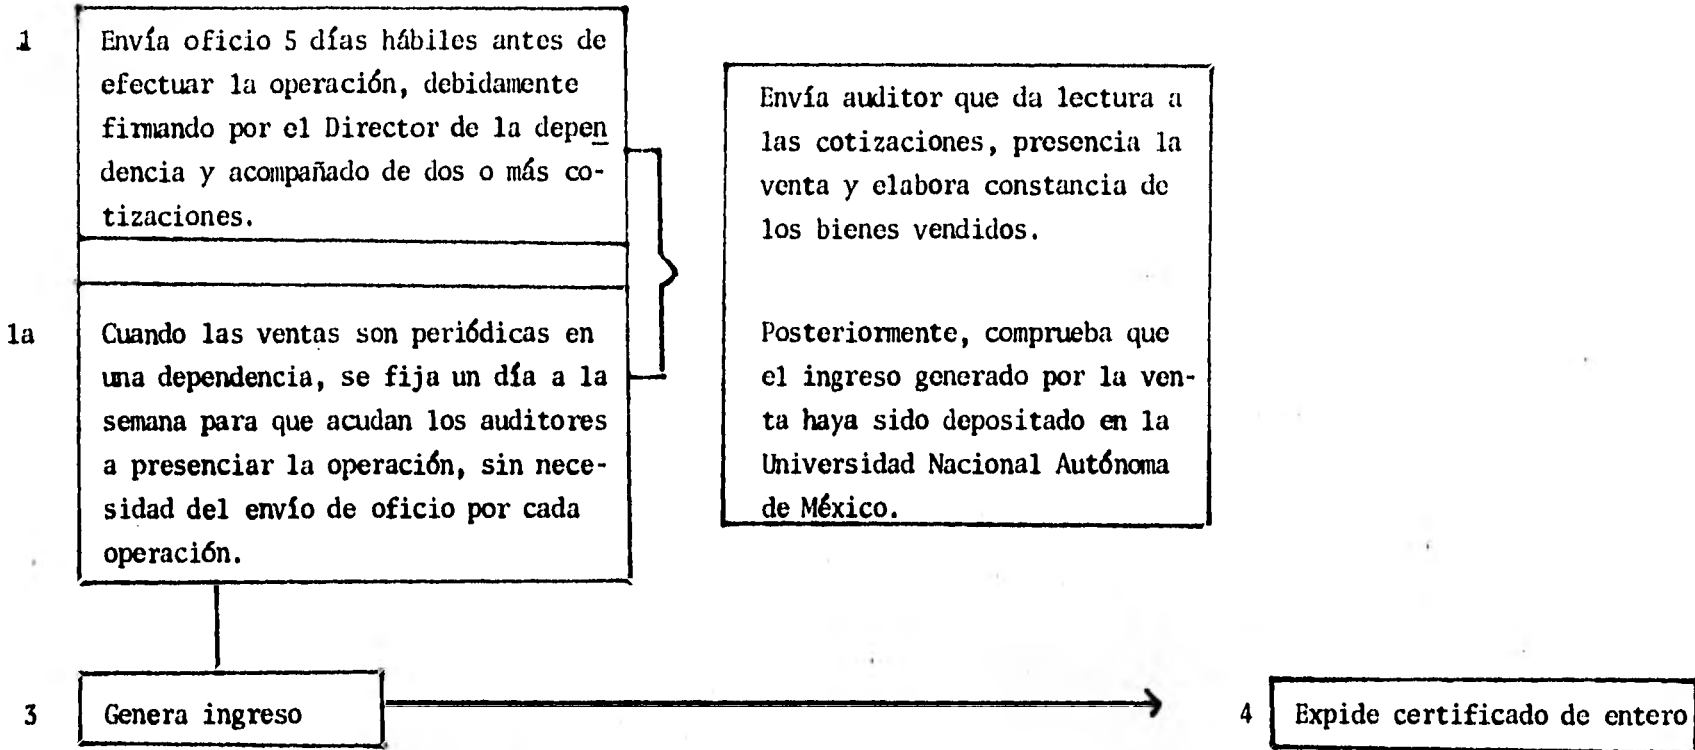 1 Envía oficio 5 días hábiles antes de
efectuar la operación, debidamente
firmando por el Director de la depen
dencia y acompañado de dos o más co-
tizaciones.
Envía auditor que da lectura a
las cotizaciones, presencia la
venta y elabora constancia de
los bienes vendidos.
Posteriormente, comprueba que
el ingreso generado por la ven-
ta haya sido depositado en la
Universidad Nacional Autónoma
de México.
1a Cuando las ventas son periódicas en
una dependencia, se fija un día a la
semana para que acudan los auditores
a presenciar la operación, sin nece-
sidad del envío de oficio por cada
operación.
3 Genera ingreso
4 Expide certificado de entero